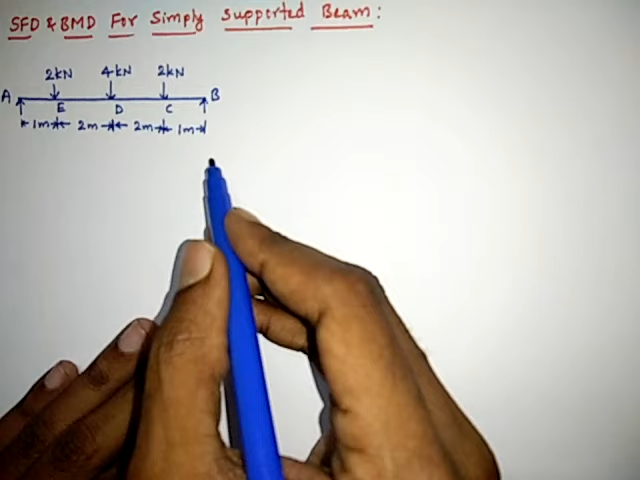 SFD & BMD For Simply Supported Beam:
2kN 4kN 2kN
A B
E D C
1m 2m 2m 1m